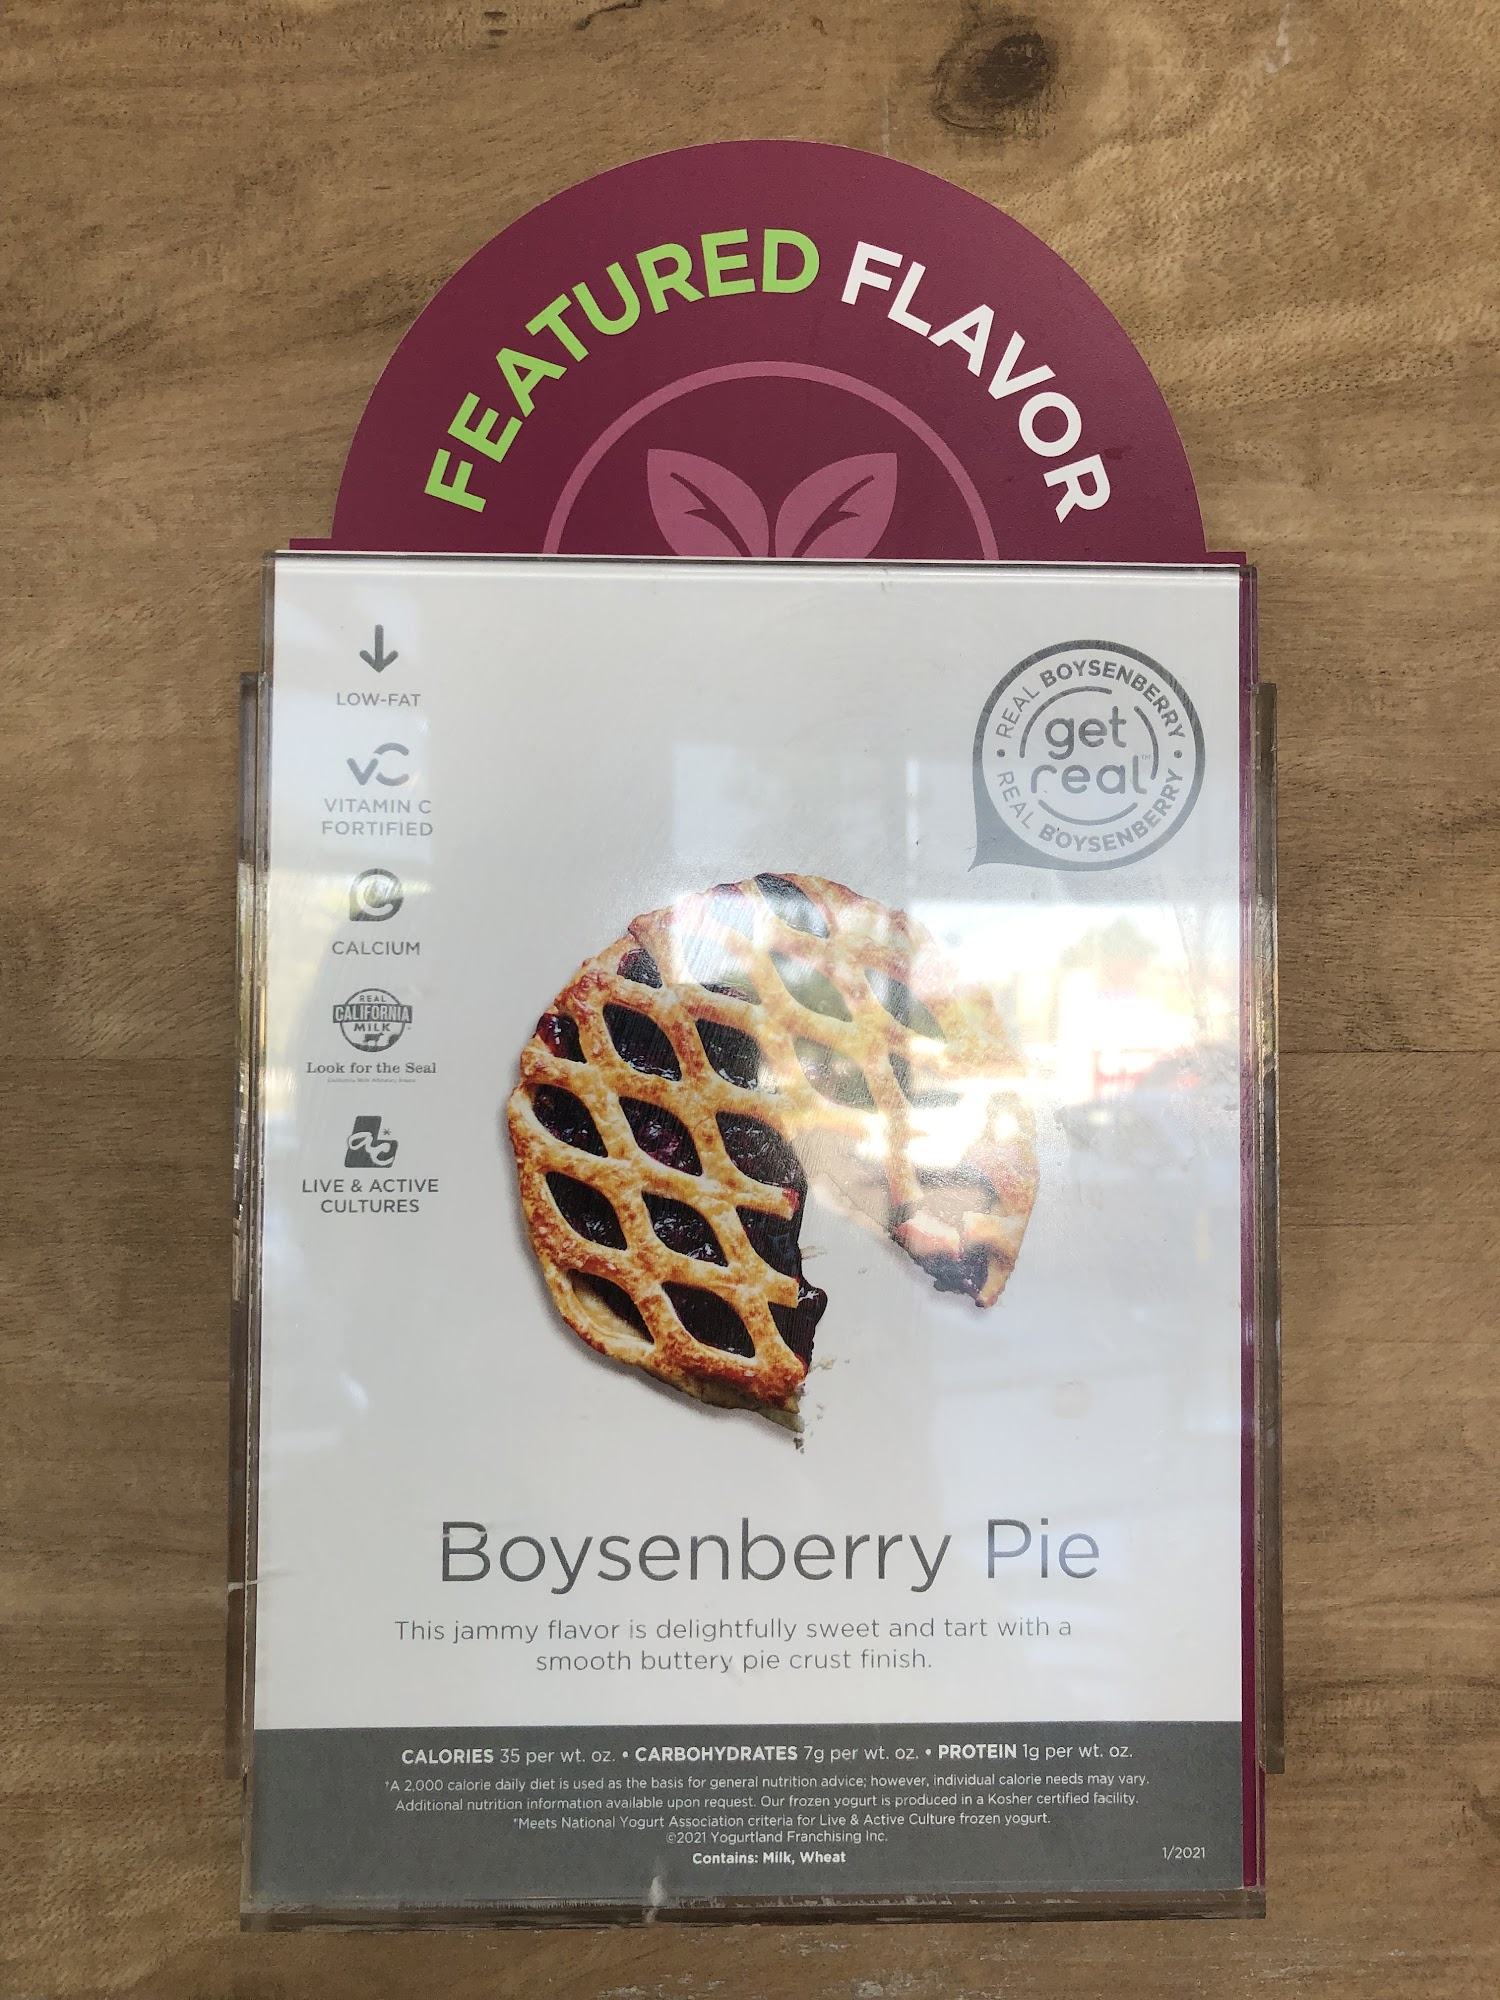 FEATURED FLAVOR
LOW-FAT
vC
VITAMIN C
FORTIFIED
C
CALCIUM
REAL
CALIFORNIA
MILK
Look for the Seal
LIVE & ACTIVE
CULTURES
• REAL BOYSENBERRY •
get
real™
REAL BOYSENBERRY
Boysenberry Pie
This jammy flavor is delightfully sweet and tart with a
smooth buttery pie crust finish.
CALORIES 35 per wt. oz. • CARBOHYDRATES 7g per wt. oz. • PROTEIN 1g per wt. oz.
†A 2,000 calorie daily diet is used as the basis for general nutrition advice; however, individual calorie needs may vary.
Additional nutrition information available upon request. Our frozen yogurt is produced in a Kosher certified facility.
*Meets National Yogurt Association criteria for Live & Active Culture frozen yogurt.
©2021 Yogurtland Franchising Inc.
Contains: Milk, Wheat
1/2021